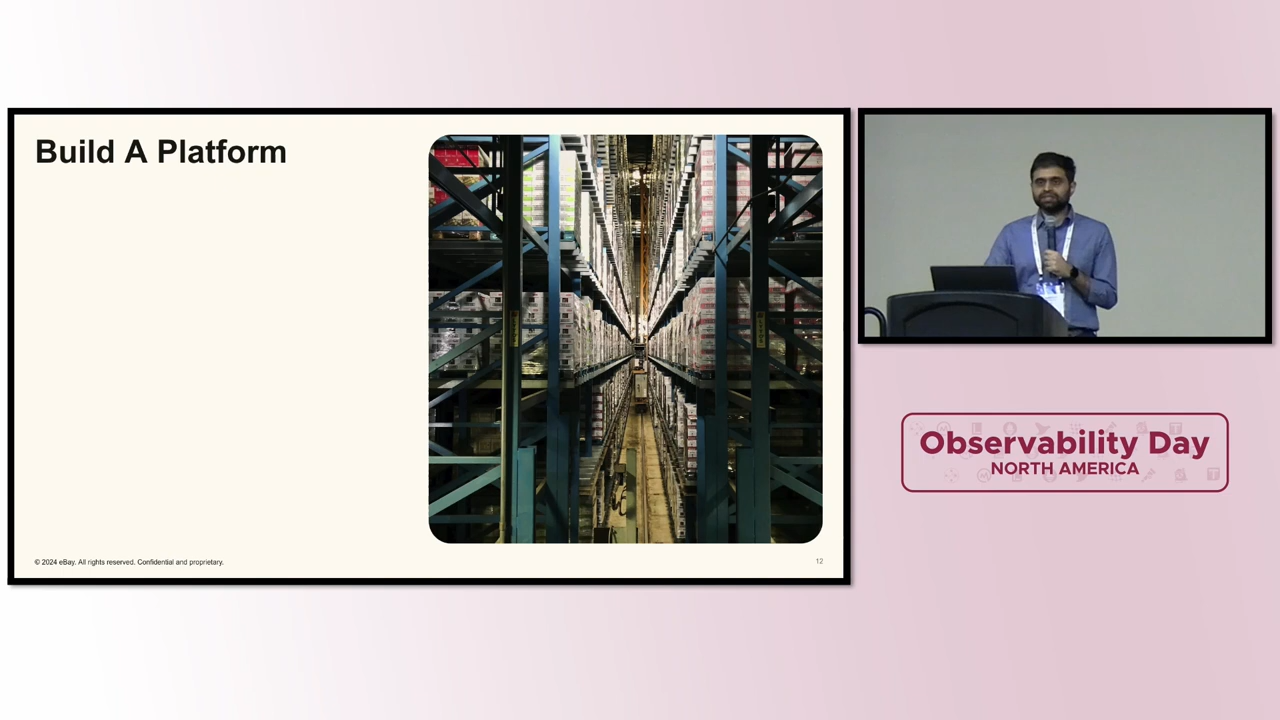 Build A Platform
© 2024 eBay. All rights reserved. Confidential and proprietary.
12
Observability Day
NORTH AMERICA